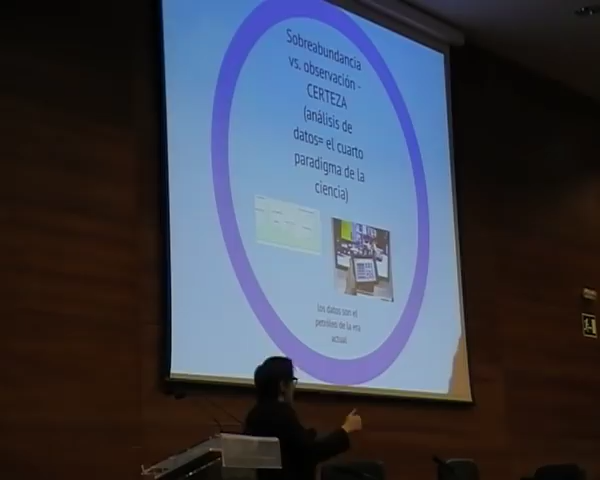 Sobreabundancia
vs. observación -
CERTEZA
(análisis de
datos= el cuarto
paradigma de la
ciencia)
Los datos son el
petróleo de la era
actual